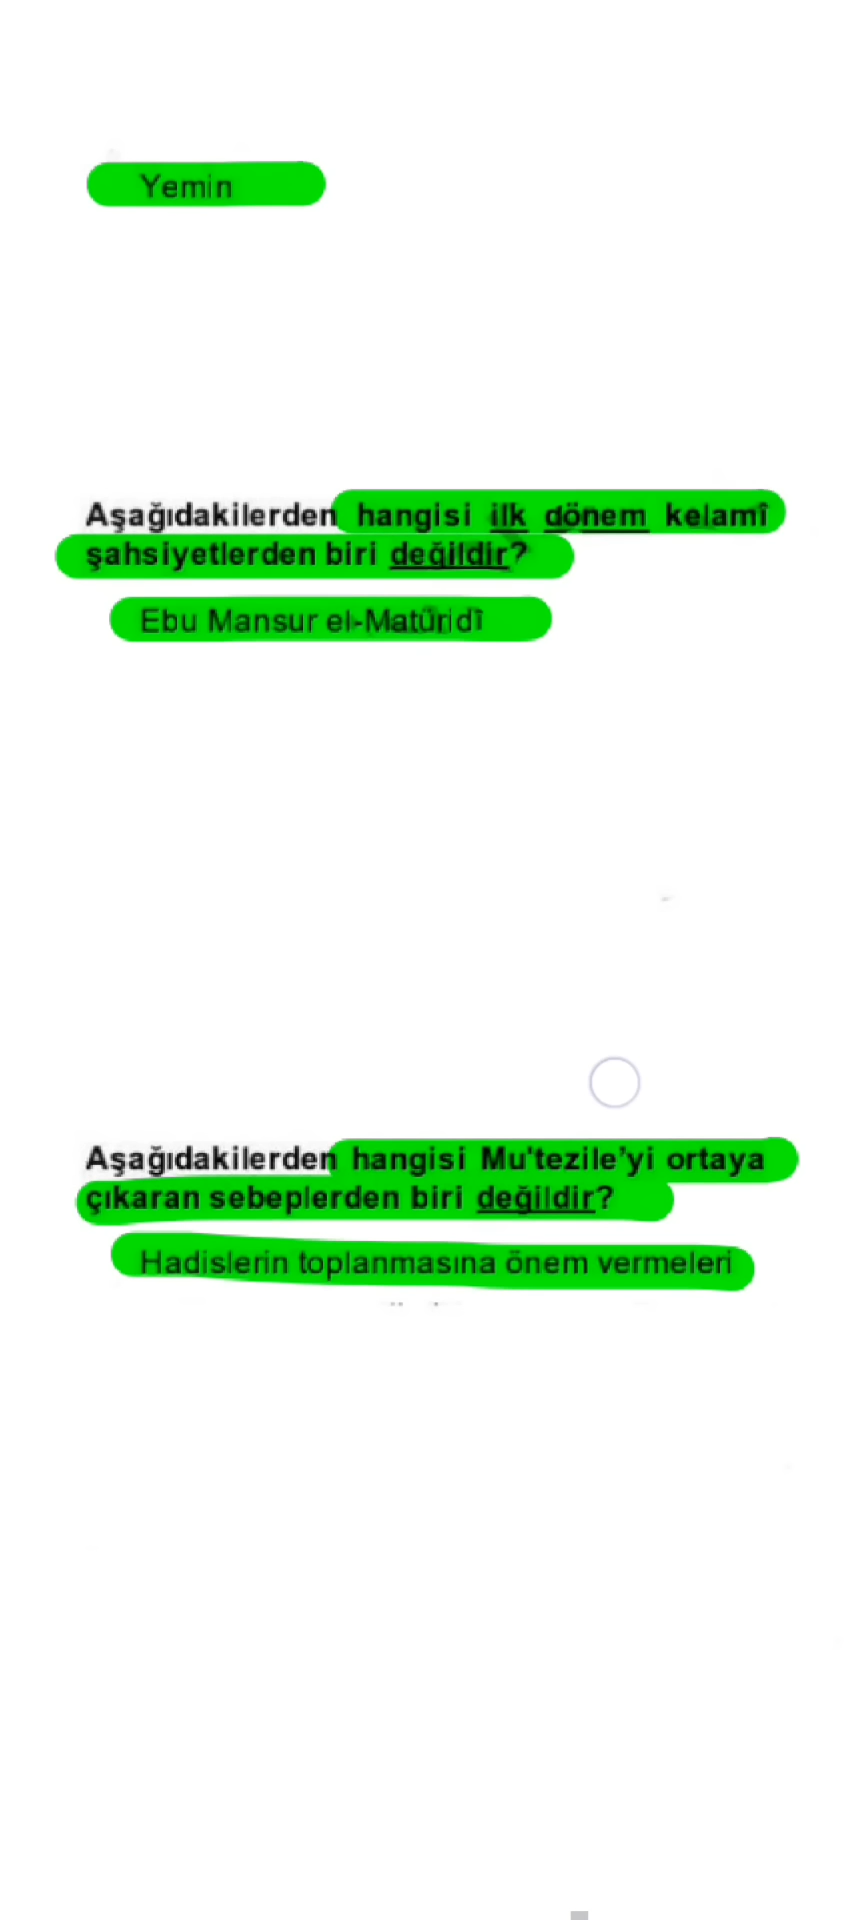 Yemin
Aşağıdakilerden hangisi ilk dönem kelamî
şahsiyetlerden biri değildir?
Ebu Mansur el-Matûridî
Aşağıdakilerden hangisi Mu'tezile’yi ortaya
çıkaran sebeplerden biri değildir?
Hadislerin toplanmasına önem vermeleri